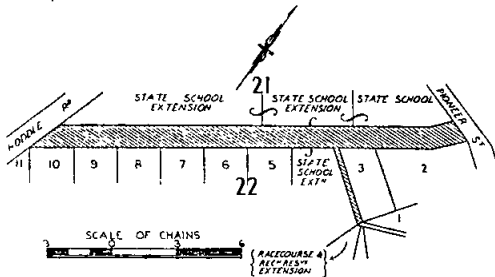 21
STATE SCHOOL
EXTENSION
STATE SCHOOL
EXTENSION
STATE SCHOOL
HODDLE RD
PIONEER ST
11 10 9 8 7 6 5
STATE
SCHOOL
EXTN
3 2
22
1
SCALE OF CHAINS
3 0 3 6
RACECOURSE &
RECN RESVE
EXTENSION